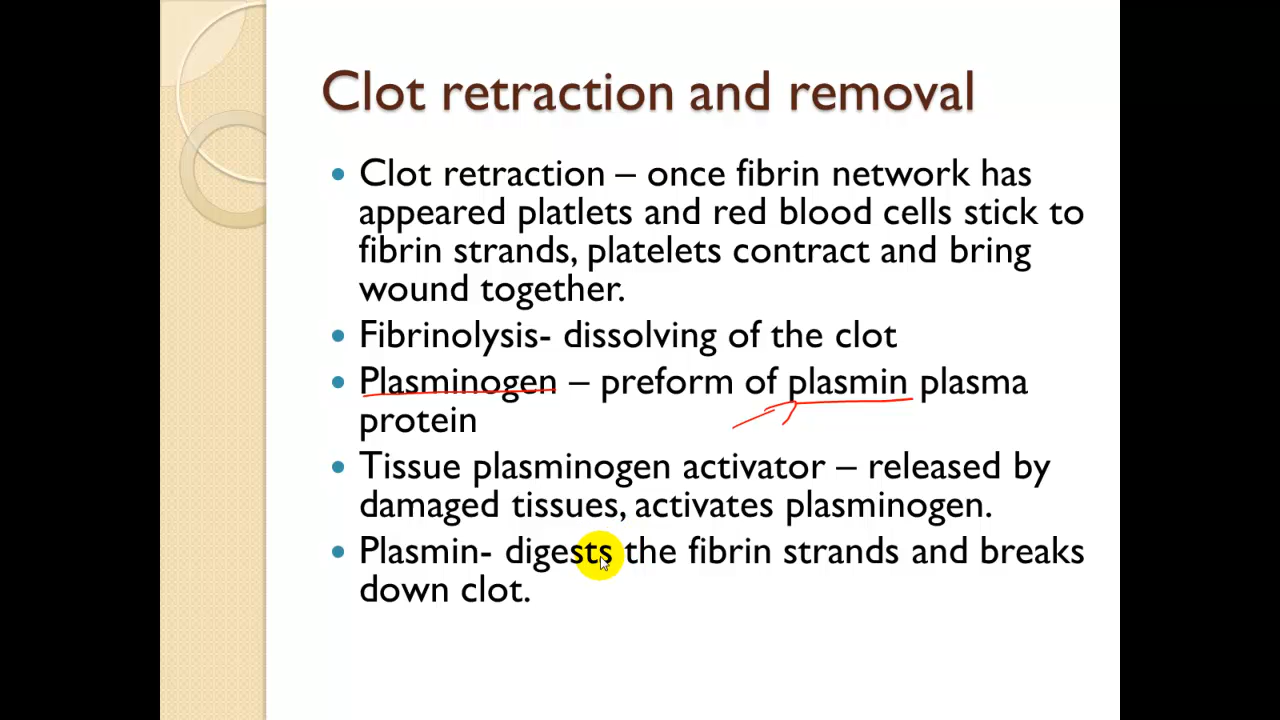 Clot retraction and removal
• Clot retraction – once fibrin network has
appeared platlets and red blood cells stick to
fibrin strands, platelets contract and bring
wound together.
• Fibrinolysis- dissolving of the clot
• Plasminogen – preform of plasmin plasma
protein
• Tissue plasminogen activator – released by
damaged tissues, activates plasminogen.
• Plasmin- digests the fibrin strands and breaks
down clot.